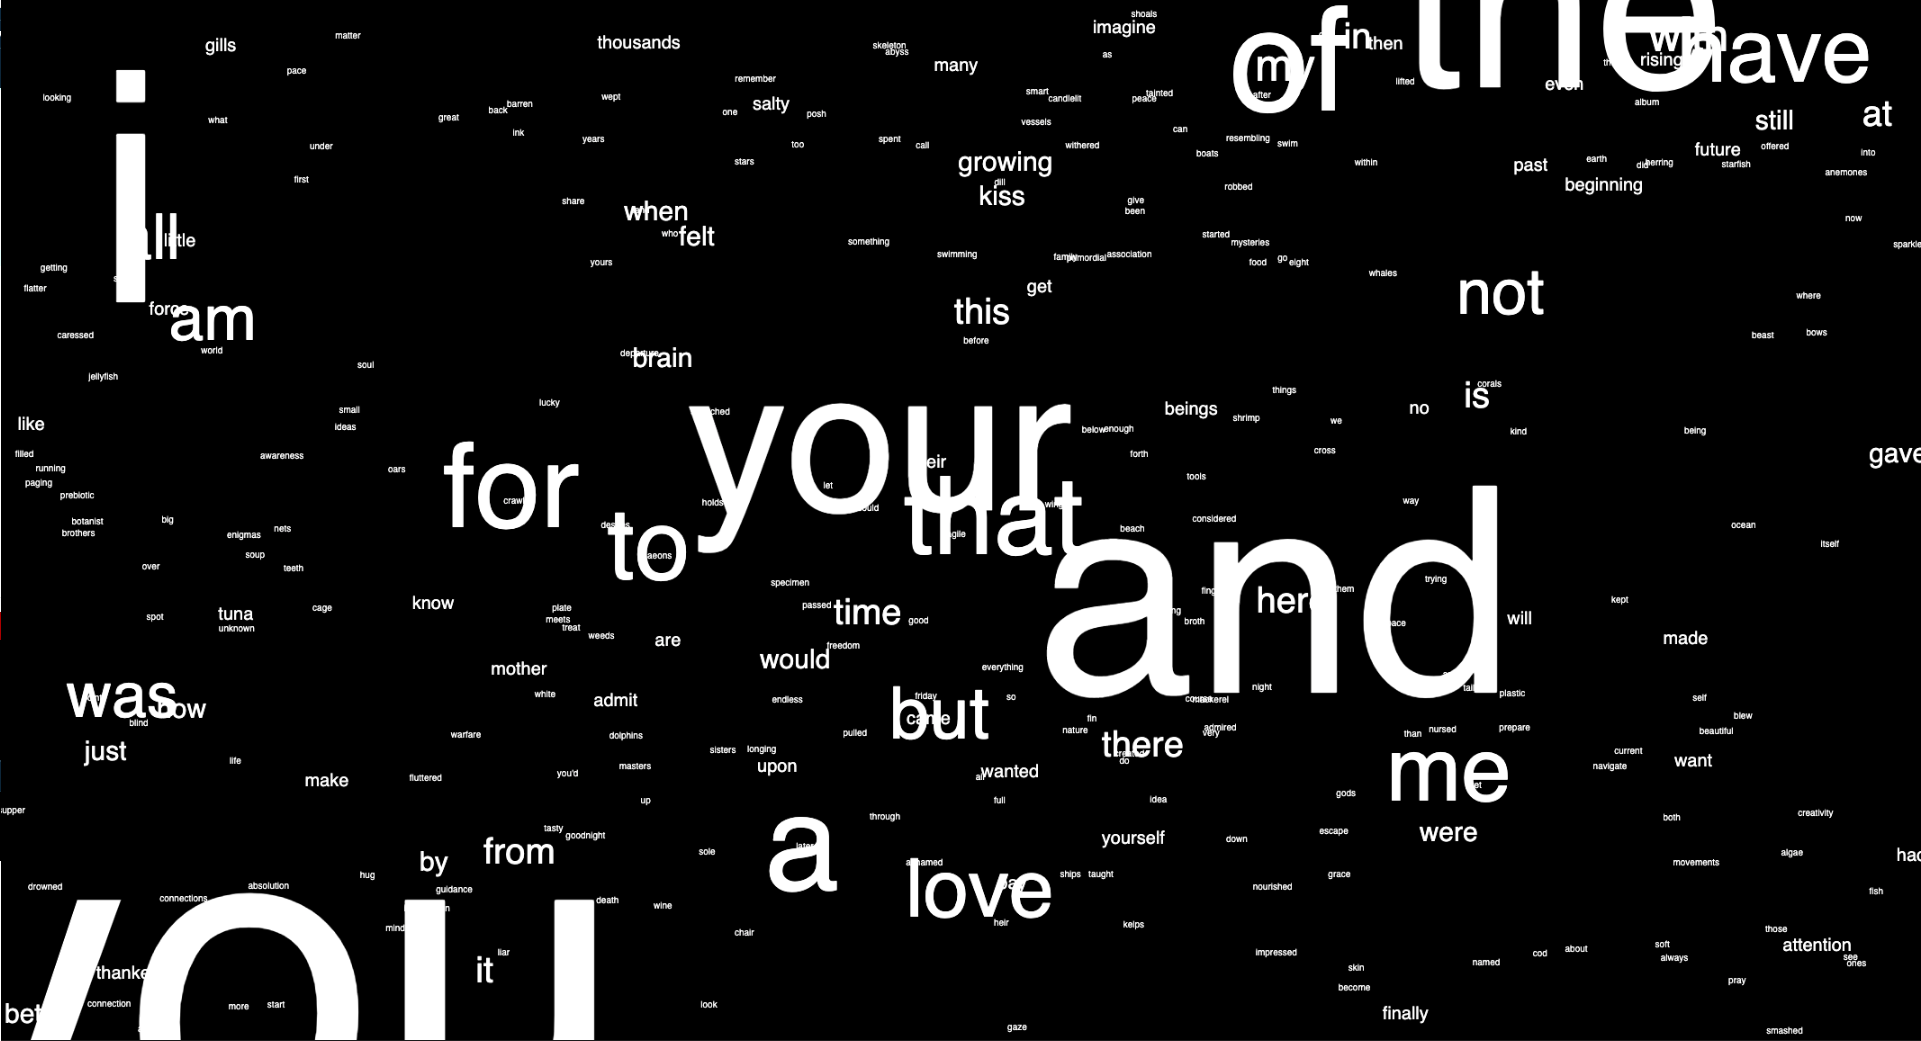 shoals
the
of
in
then
my
win
have
imagine
gills
matter
thousands
skeleton
abyss
as
many
rising
pace
remember
even
lifted
looking
i
wept
smart
candlelit
tainted
peace
after
album
barren
back
salty
one
posh
still
at
what
great
vessels
ink
years
too
spent
call
withered
can
resembling
swim
offered
under
boats
future
into
stars
growing
within
past
earth
did
herring
starfish
anemones
first
dill
kiss
robbed
beginning
share
give
been
when
now
who
felt
started
mysteries
all
little
something
sparkle
yours
swimming
family
primordial
association
food
go
eight
getting
whales
flatter
get
not
where
force
am
this
caressed
before
beast
bows
world
departure
brain
soul
jellyfish
things
is
corals
lucky
your
beings
no
small
shrimp
we
like
ideas
below
enough
kind
being
filled
awareness
cross
forth
gave
running
oars
for
tools
paging
let
prebiotic
holds
that
way
botanist
big
to
considered
ocean
brothers
enigmas
nets
beach
and
itself
soup
aeons
over
teeth
specimen
trying
know
plate
passed
time
here
them
kept
spot
tuna
cage
meets
good
broth
will
unknown
treat
weeds
are
made
would
freedom
mother
everything
was
how
white
admit
endless
friday
so
night
plastic
self
blind
but
came
mackerel
blew
just
warfare
dolphins
pulled
fin
nature
admired
very
than
nursed
prepare
beautiful
sisters
longing
there
do
current
life
masters
upon
wanted
me
navigate
want
make
fluttered
you'd
up
full
idea
gods
a
through
creativity
both
tasty
goodnight
yourself
down
escape
were
by
from
sole
later
algae
had
love
movements
hug
ships
taught
grace
drowned
absolution
guidance
nourished
fish
connections
you
death
wine
mind
heir
kelps
chair
those
liar
it
impressed
cod
about
soft
attention
always
see
ones
skin
named
become
pray
connection
more
start
look
finally
gaze
smashed